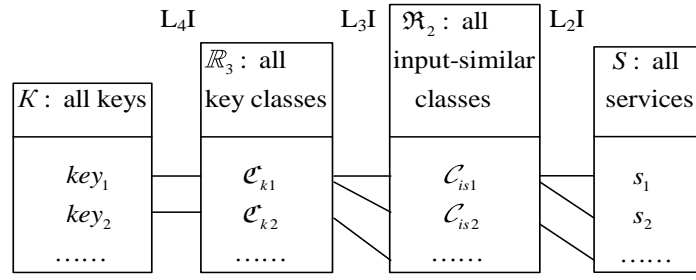 L₄I L₃I L₂I
K : all keys
key₁
key₂
......
ℝ₃ : all
key classes
𝕮ₖ₁
𝕮ₖ₂
......
ℜ₂ : all
input-similar
classes
𝒞ᵢₛ₁
𝒞ᵢₛ₂
......
S : all
services
s₁
s₂
......